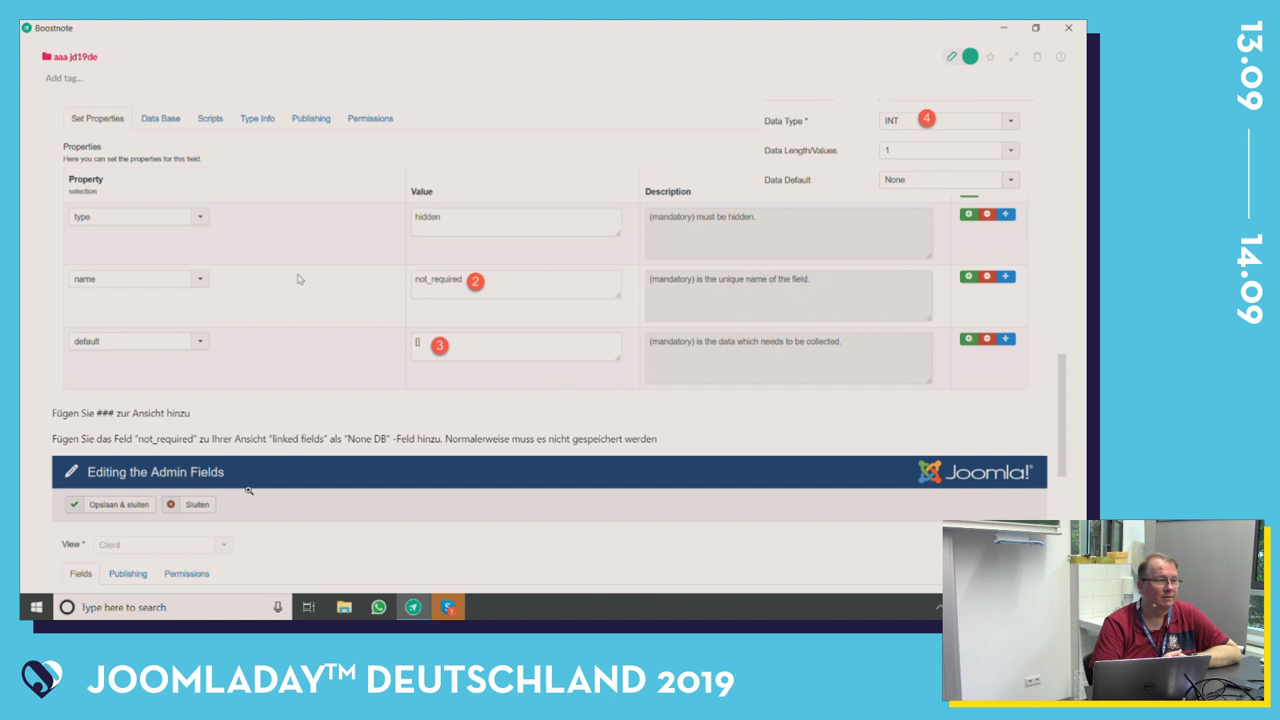 Boostnote
aaa jd19de
Add tag...
Set Properties Data Base Scripts Type Info Publishing Permissions
Data Type * INT 4
Data Length/Values 1
Data Default None
Properties
Here you can set the properties for this field.
Property
selection
Value
Description
type hidden (mandatory) must be hidden.
name not_required 2 (mandatory) is the unique name of the field.
default [] 3 (mandatory) is the data which needs to be collected.
Fügen Sie ### zur Ansicht hinzu
Fügen Sie das Feld "not_required" zu Ihrer Ansicht "linked fields" als "None DB" -Feld hinzu. Normalerweise muss es nicht gespeichert werden
Editing the Admin Fields Joomla!
Opslaan & sluiten Sluiten
View * Client
Fields Publishing Permissions
Type here to search
13.09
14.09
JOOMLADAY™ DEUTSCHLAND 2019